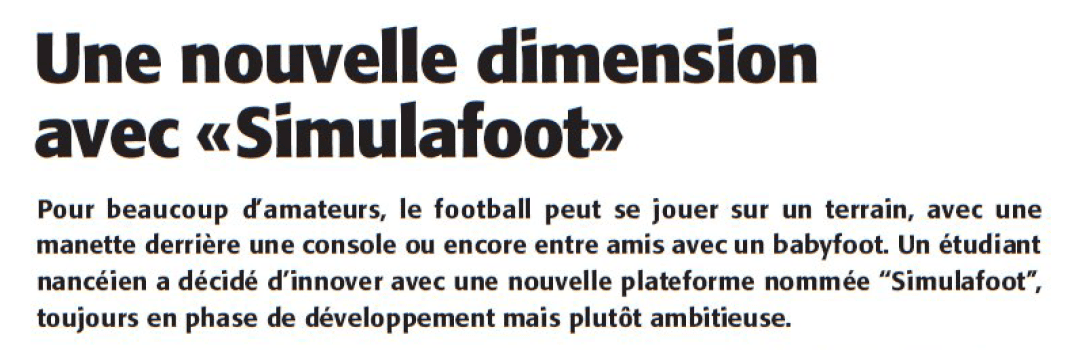 Une nouvelle dimension
avec «Simulafoot»
Pour beaucoup d'amateurs, le football peut se jouer sur un terrain, avec une
manette derrière une console ou encore entre amis avec un babyfoot. Un étudiant
nancéien a décidé d'innover avec une nouvelle plateforme nommée “Simulafoot”,
toujours en phase de développement mais plutôt ambitieuse.